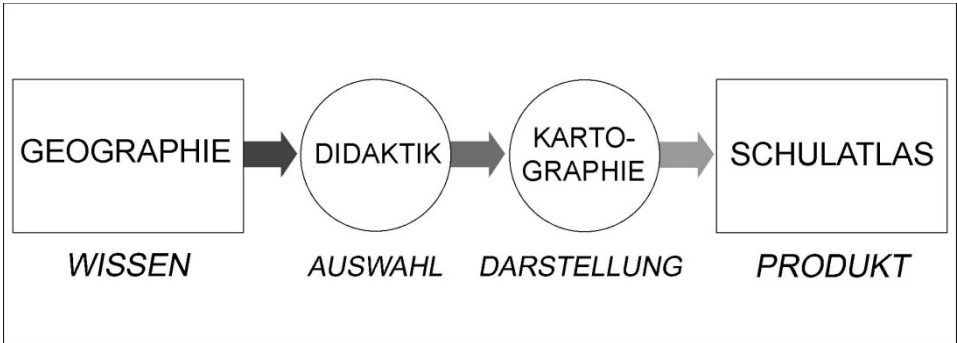 GEOGRAPHIE
DIDAKTIK
KARTO-
GRAPHIE
SCHULATLAS
WISSEN
AUSWAHL
DARSTELLUNG
PRODUKT